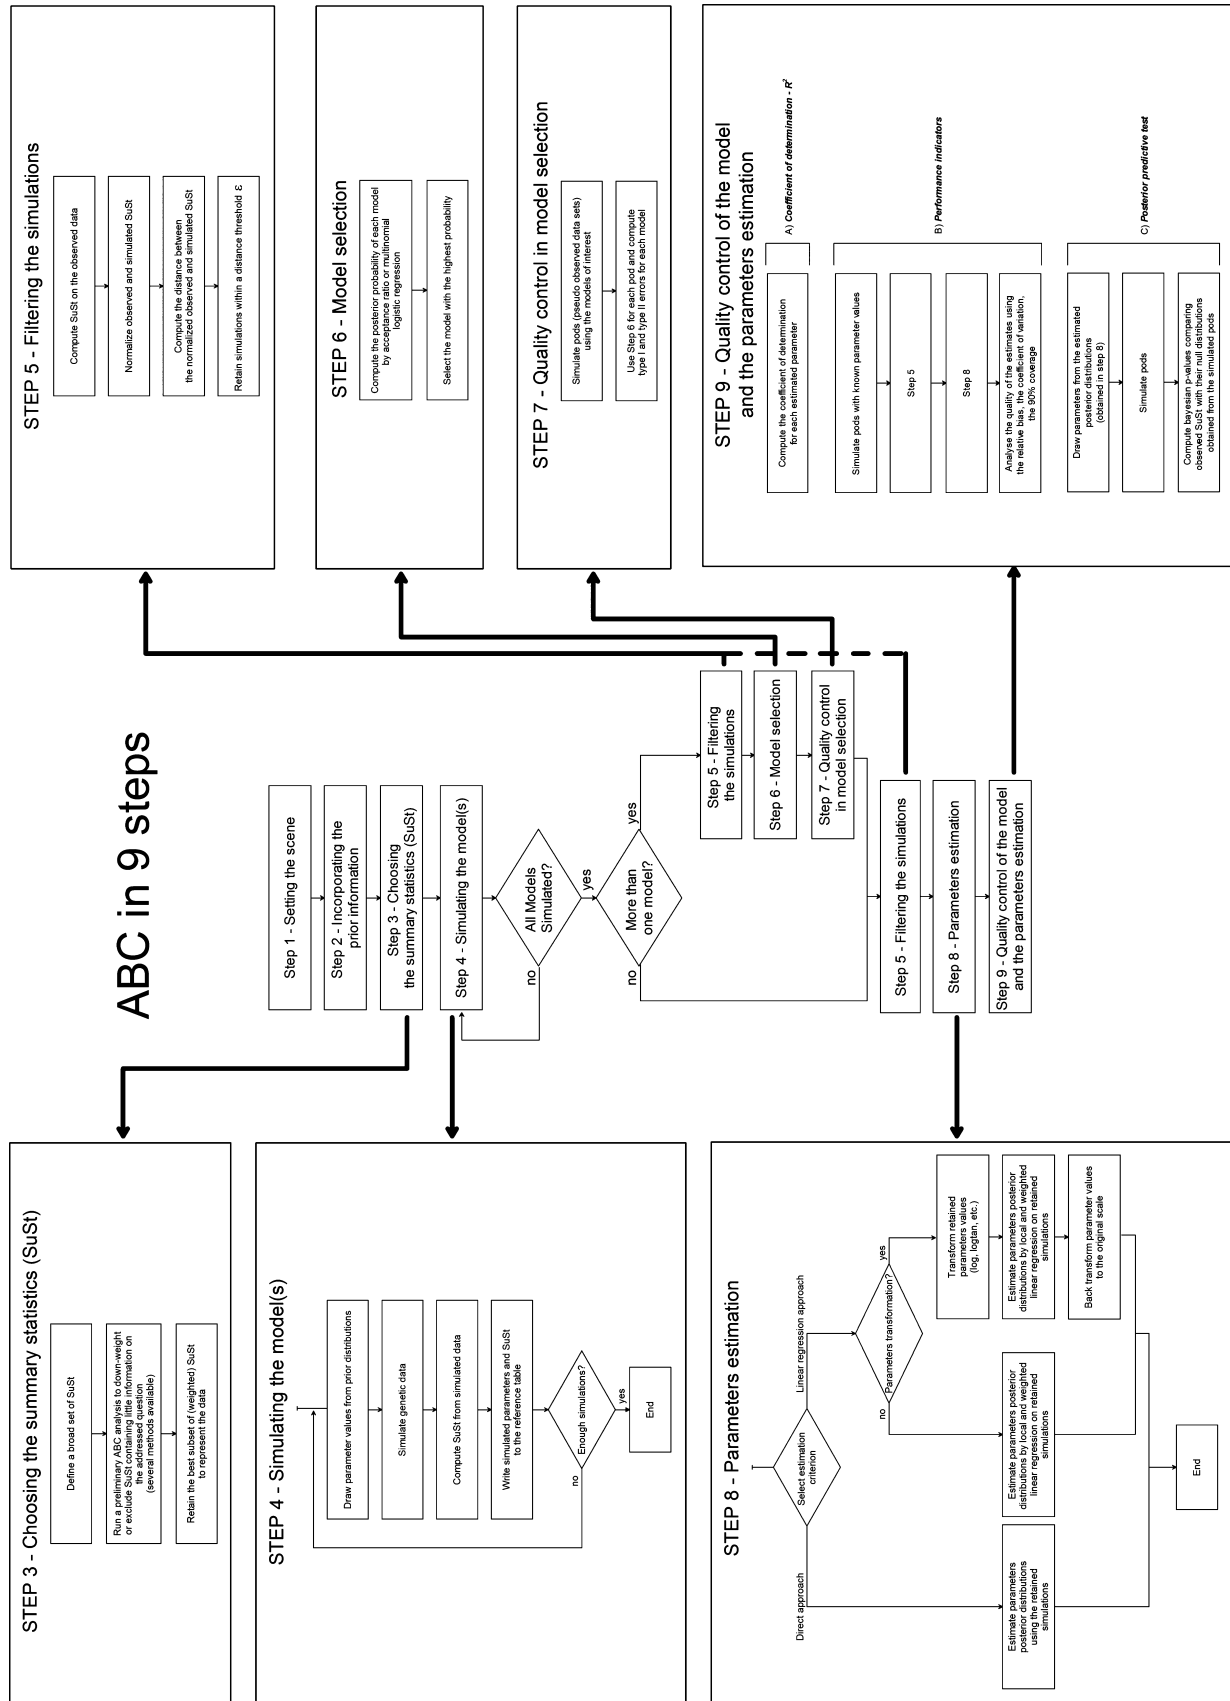 ABC in 9 steps
Step 1 - Setting the scene
Step 2 - Incorporating the
prior information
Step 3 - Choosing
the summary statistics (SuSt)
Step 4 - Simulating the model(s)
All Models
Simulated?
no
yes
More than
one model?
no
yes
Step 5 - Filtering
the simulations
Step 6 - Model selection
Step 7 - Quality control
in model selection
Step 5 - Filtering the simulations
Step 8 - Parameters estimation
Step 9 - Quality control of the model
and the parameters estimation
STEP 3 - Choosing the summary statistics (SuSt)
Define a broad set of SuSt
Run a preliminary ABC analysis to down-weight
or exclude SuSt containing little information on
the addressed question
(several methods available)
Retain the best subset of (weighted) SuSt
to represent the data
STEP 4 - Simulating the model(s)
Draw parameter values from prior distributions
Simulate genetic data
Compute SuSt from simulated data
Write simulated parameters and SuSt
to the reference table
Enough simulations?
no
yes
End
STEP 8 - Parameters estimation
Select estimation
criterion
Direct approach
Linear regression approach
Parameters transformation?
no
yes
Transform retained
parameters values
(log, logtan, etc.)
Estimate parameters
posterior distributions
using the retained
simulations
Estimate parameters posterior
distributions by local and weighted
linear regression on retained
simulations
Estimate parameters posterior
distributions by local and weighted
linear regression on retained
simulations
Back transform parameter values
to the original scale
End
STEP 5 - Filtering the simulations
Compute SuSt on the observed data
Normalize observed and simulated SuSt
Compute the distance between
the normalized observed and simulated SuSt
Retain simulations within a distance threshold ε
STEP 6 - Model selection
Compute the posterior probability of each model
by acceptance ratio or multinomial
logistic regression
Select the model with the highest probability
STEP 7 - Quality control in model selection
Simulate pods (pseudo observed data sets)
using the models of interest
Use Step 6 for each pod and compute
type I and type II errors for each model
STEP 9 - Quality control of the model
and the parameters estimation
Compute the coefficient of determination
for each estimated parameter
A) Coefficient of determination - R²
Simulate pods with known parameter values
Step 5
Step 8
Analyse the quality of the estimates using
the relative bias, the coefficient of variation,
the 90% coverage
B) Performance indicators
Draw parameters from the estimated
posterior distributions
(obtained in step 8)
Simulate pods
Compute bayesian p-values comparing
observed SuSt with their null distributions
obtained from the simulated pods
C) Posterior predictive test